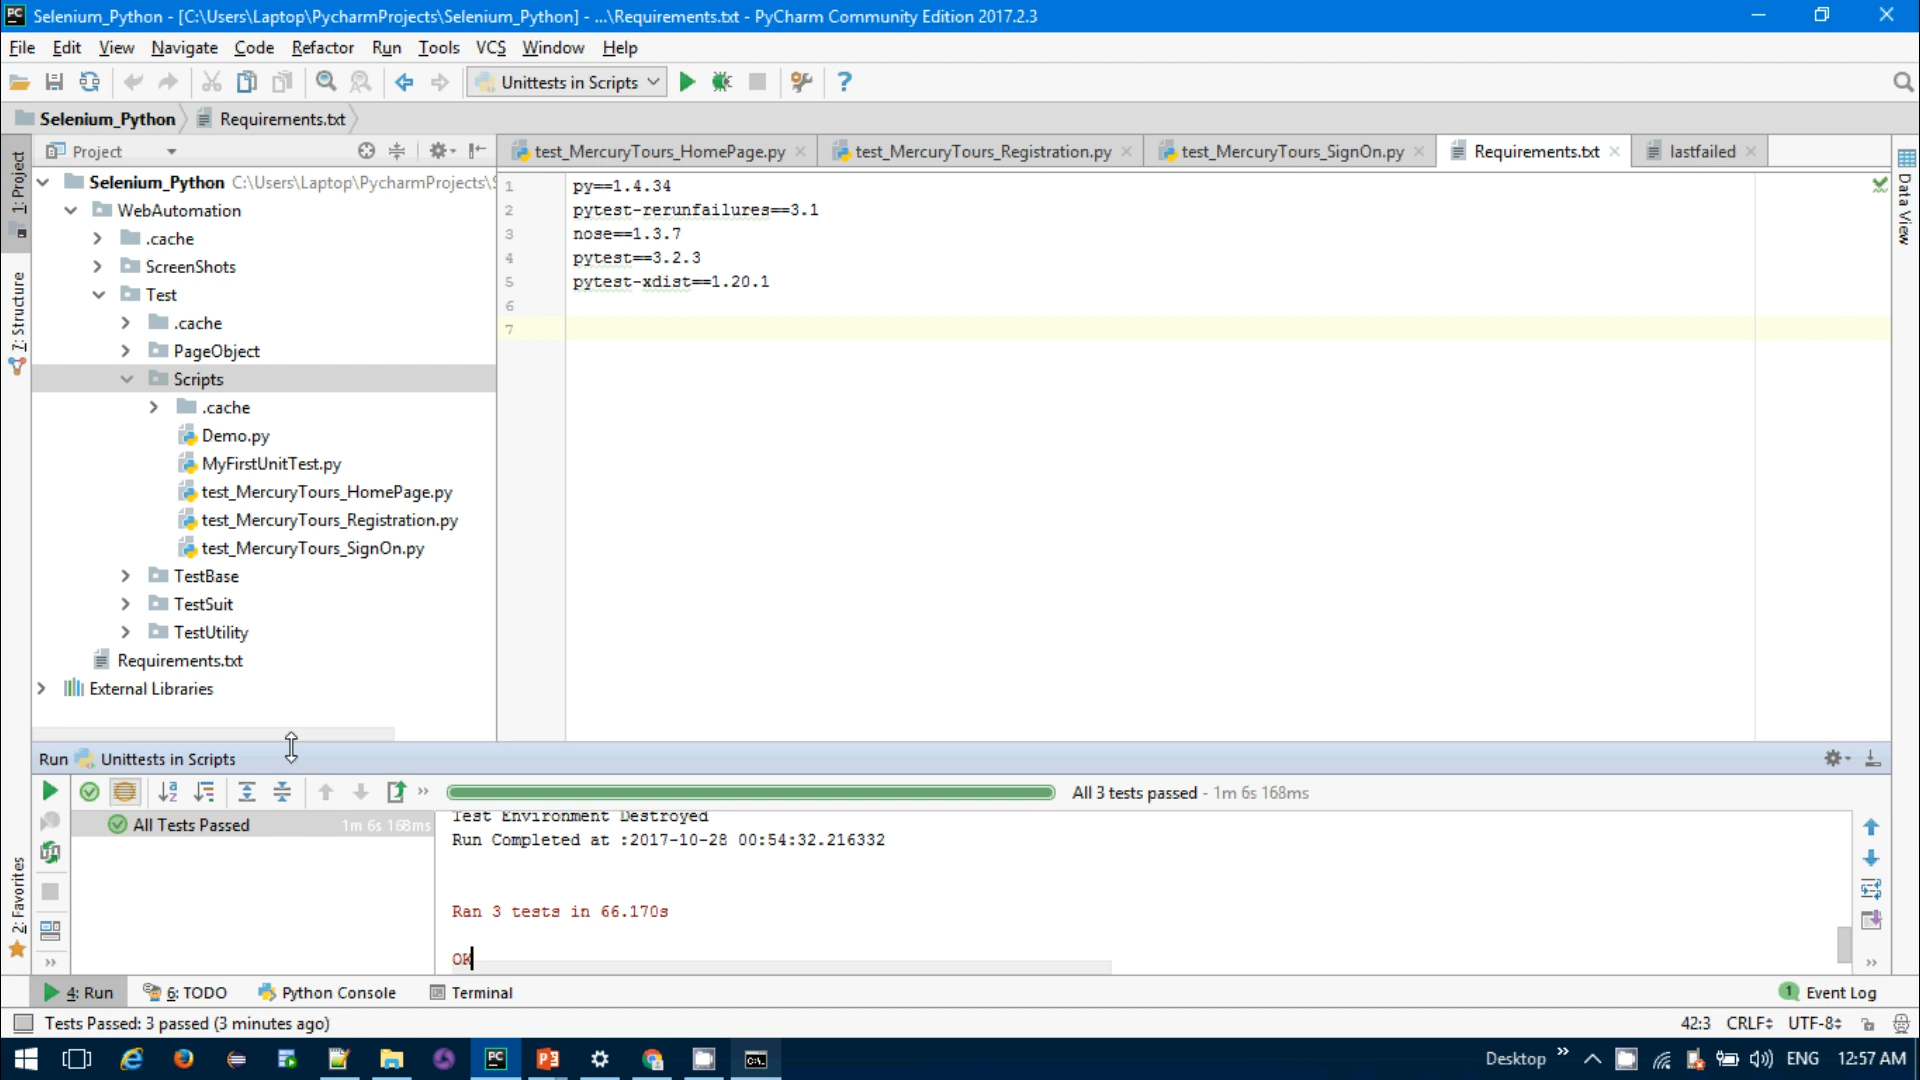 Selenium_Python - [C:\Users\Laptop\PycharmProjects\Selenium_Python] - ...\Requirements.txt - PyCharm Community Edition 2017.2.3
File Edit View Navigate Code Refactor Run Tools VCS Window Help
Unittests in Scripts
Selenium_Python Requirements.txt
Project
test_MercuryTours_HomePage.py test_MercuryTours_Registration.py test_MercuryTours_SignOn.py Requirements.txt lastfailed
1: Project
7: Structure
2: Favorites
Data View
Selenium_Python C:\Users\Laptop\PycharmProjects\
WebAutomation
.cache
ScreenShots
Test
.cache
PageObject
Scripts
.cache
Demo.py
MyFirstUnitTest.py
test_MercuryTours_HomePage.py
test_MercuryTours_Registration.py
test_MercuryTours_SignOn.py
TestBase
TestSuit
TestUtility
Requirements.txt
External Libraries
1 py==1.4.34
2 pytest-rerunfailures==3.1
3 nose==1.3.7
4 pytest==3.2.3
5 pytest-xdist==1.20.1
6
7
Run Unittests in Scripts
All 3 tests passed - 1m 6s 168ms
All Tests Passed 1m 6s 168ms
Test Environment Destroyed
Run Completed at :2017-10-28 00:54:32.216332
Ran 3 tests in 66.170s
OK
4: Run 6: TODO Python Console Terminal 1 Event Log
Tests Passed: 3 passed (3 minutes ago) 42:3 CRLF UTF-8
Desktop ENG 12:57 AM